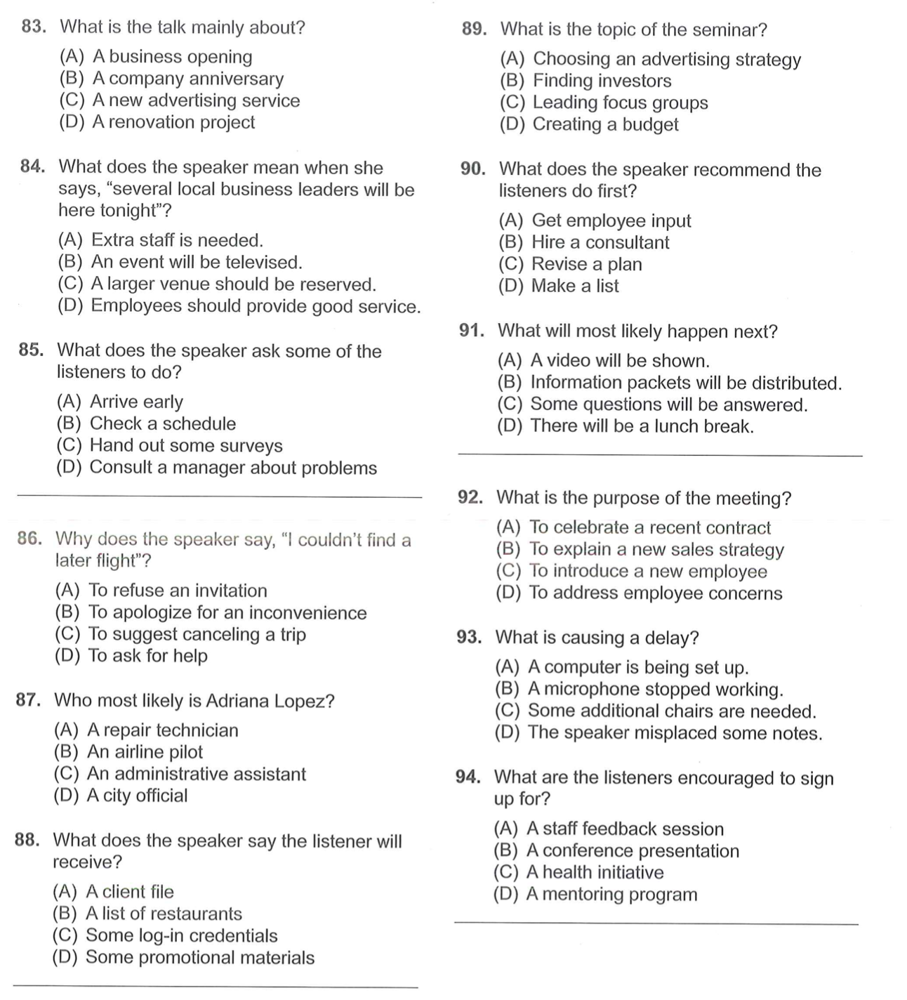 83. What is the talk mainly about?
(A) A business opening
(B) A company anniversary
(C) A new advertising service
(D) A renovation project
84. What does the speaker mean when she
says, “several local business leaders will be
here tonight”?
(A) Extra staff is needed.
(B) An event will be televised.
(C) A larger venue should be reserved.
(D) Employees should provide good service.
85. What does the speaker ask some of the
listeners to do?
(A) Arrive early
(B) Check a schedule
(C) Hand out some surveys
(D) Consult a manager about problems
86. Why does the speaker say, “I couldn’t find a
later flight”?
(A) To refuse an invitation
(B) To apologize for an inconvenience
(C) To suggest canceling a trip
(D) To ask for help
87. Who most likely is Adriana Lopez?
(A) A repair technician
(B) An airline pilot
(C) An administrative assistant
(D) A city official
88. What does the speaker say the listener will
receive?
(A) A client file
(B) A list of restaurants
(C) Some log-in credentials
(D) Some promotional materials
89. What is the topic of the seminar?
(A) Choosing an advertising strategy
(B) Finding investors
(C) Leading focus groups
(D) Creating a budget
90. What does the speaker recommend the
listeners do first?
(A) Get employee input
(B) Hire a consultant
(C) Revise a plan
(D) Make a list
91. What will most likely happen next?
(A) A video will be shown.
(B) Information packets will be distributed.
(C) Some questions will be answered.
(D) There will be a lunch break.
92. What is the purpose of the meeting?
(A) To celebrate a recent contract
(B) To explain a new sales strategy
(C) To introduce a new employee
(D) To address employee concerns
93. What is causing a delay?
(A) A computer is being set up.
(B) A microphone stopped working.
(C) Some additional chairs are needed.
(D) The speaker misplaced some notes.
94. What are the listeners encouraged to sign
up for?
(A) A staff feedback session
(B) A conference presentation
(C) A health initiative
(D) A mentoring program